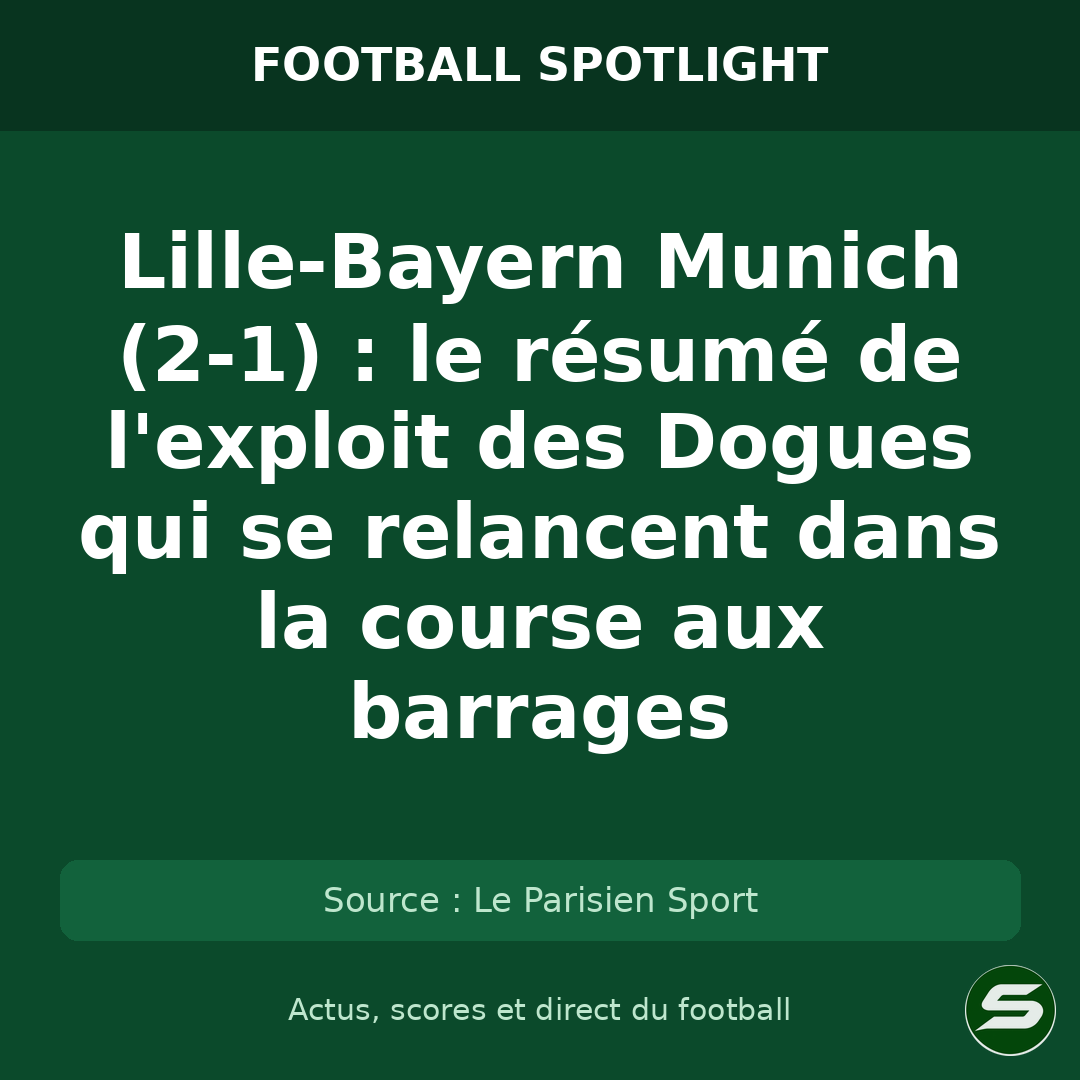 FOOTBALL SPOTLIGHT
Lille-Bayern Munich
(2-1) : le résumé de
l'exploit des Dogues
qui se relancent dans
la course aux
barrages
Source : Le Parisien Sport
Actus, scores et direct du football
S